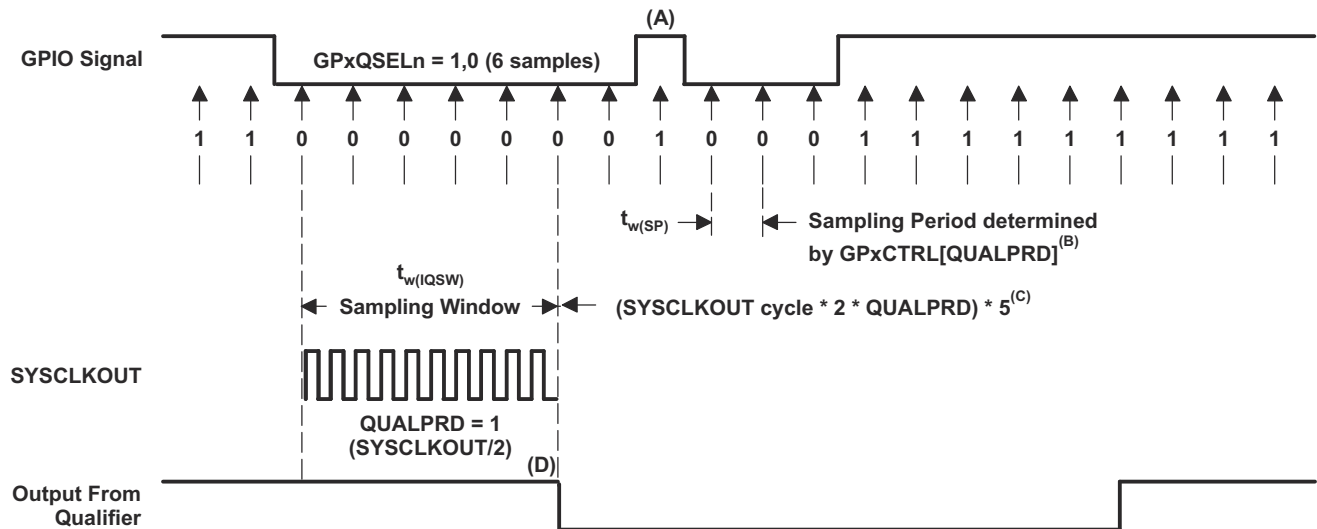 (A)
GPIO Signal
GPxQSELn = 1,0 (6 samples)
1 1 0 0 0 0 0 0 0 1 0 0 0 1 1 1 1 1 1 1 1 1
tw(SP)
Sampling Period determined
by GPxCTRL[QUALPRD](B)
tw(IQSW)
Sampling Window
(SYSCLKOUT cycle * 2 * QUALPRD) * 5(C)
SYSCLKOUT
QUALPRD = 1
(SYSCLKOUT/2)
(D)
Output From
Qualifier